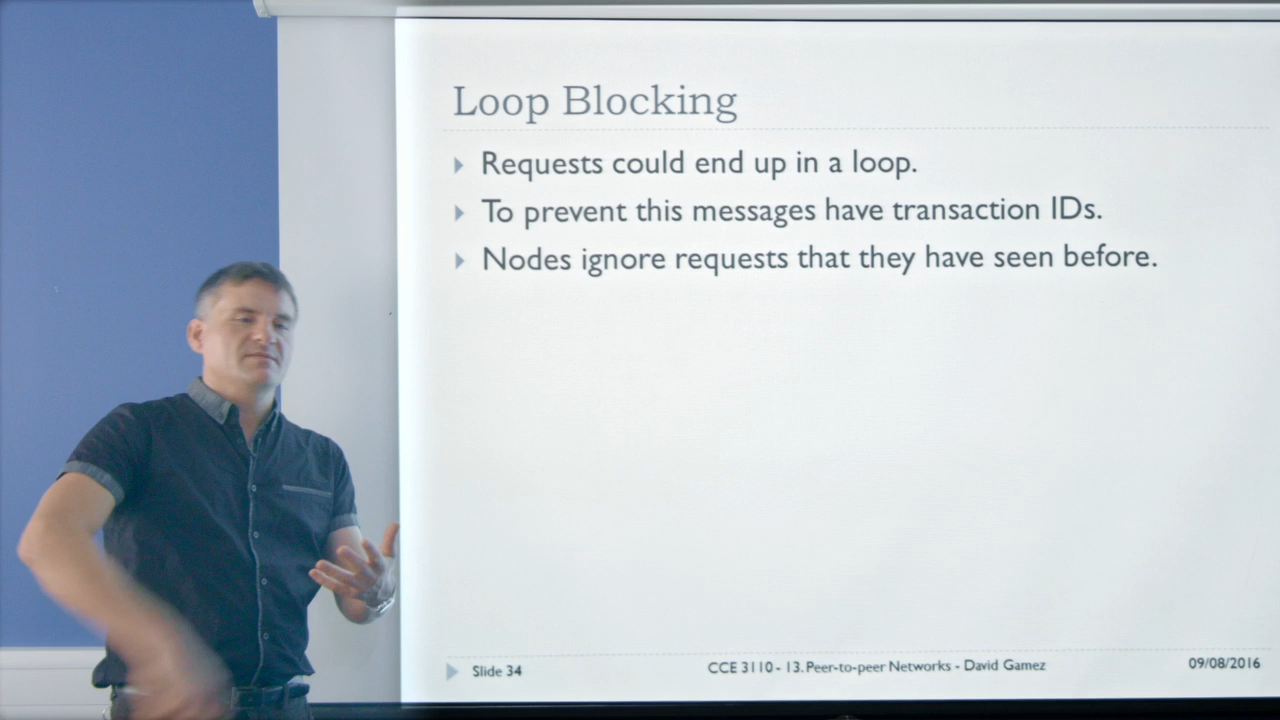 Loop Blocking
Requests could end up in a loop.
To prevent this messages have transaction IDs.
Nodes ignore requests that they have seen before.
Slide 34
CCE 3110 - 13. Peer-to-peer Networks - David Gamez
09/08/2016